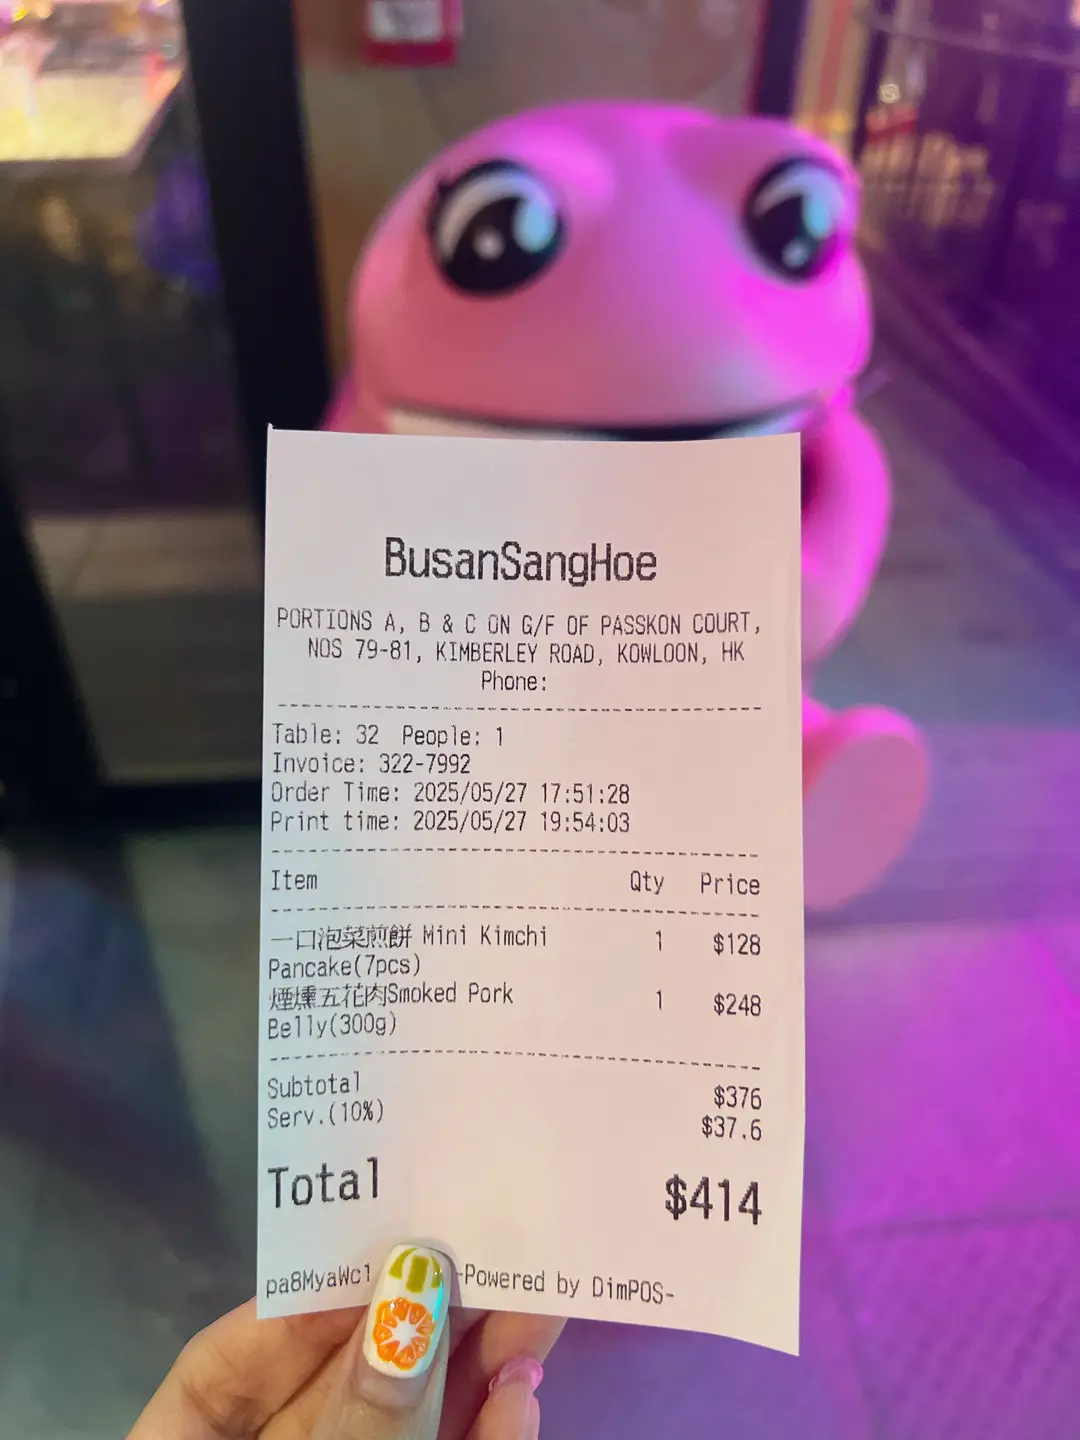 BusanSangHoe
PORTIONS A, B & C ON G/F OF PASSKON COURT,
NOS 79-81, KIMBERLEY ROAD, KOWLOON, HK
Phone:
Table: 32 People: 1
Invoice: 322-7992
Order Time: 2025/05/27 17:51:28
Print time: 2025/05/27 19:54:03
Item Qty Price
一口泡菜煎餅 Mini Kimchi 1 $128
Pancake(7pcs)
煙燻五花肉Smoked Pork 1 $248
Belly(300g)
Subtotal $376
Serv.(10%) $37.6
Total $414
pa8MyaWc1 -Powered by DimPOS-